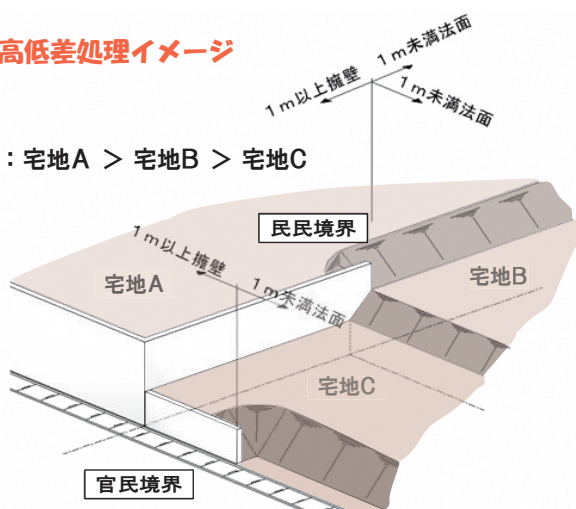 高低差処理イメージ
1m以上擁壁
1m未満法面
1m未満法面
：宅地A ＞ 宅地B ＞ 宅地C
民民境界
1m以上擁壁
1m未満法面
宅地A
宅地B
宅地C
官民境界